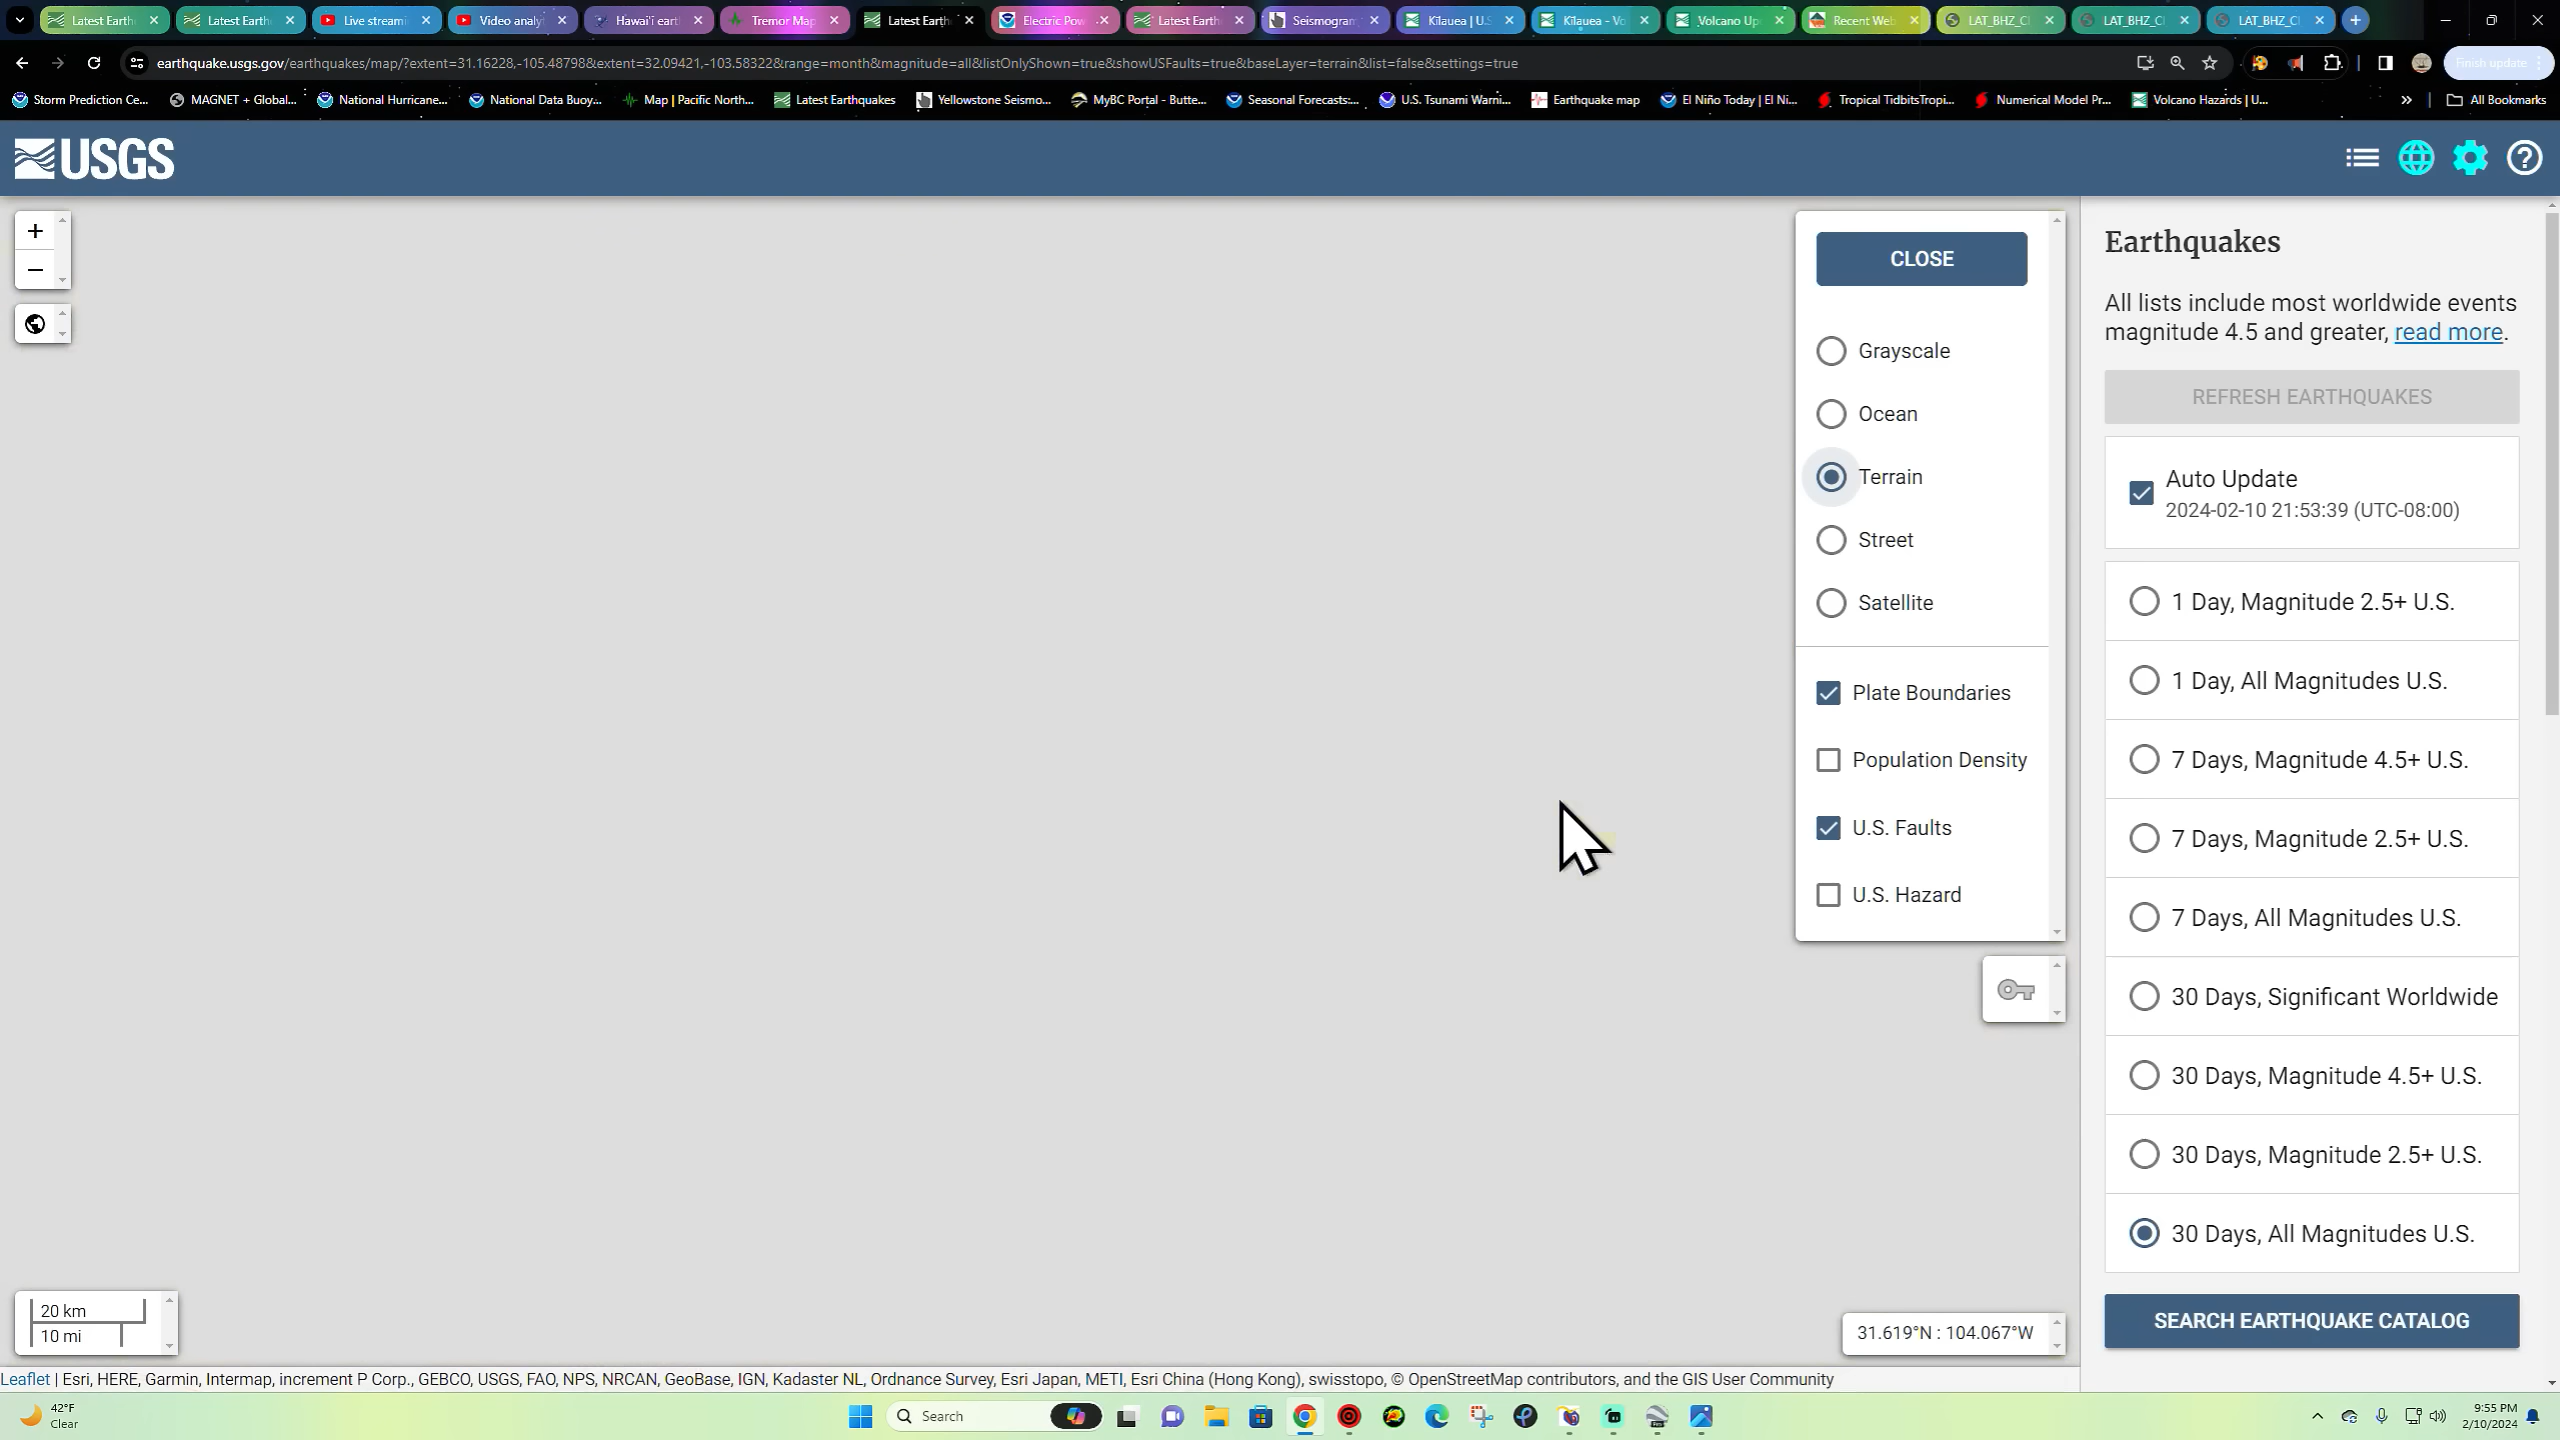 Latest Earth
Latest Earth
Live streami
Video analy
Hawai'i eart
Tremor Map
Latest Earth
Electric Pow
Latest Earth
Seismogram
Kilauea | U.S
Kilauea - Vo
Volcano Up
Recent Web
LAT_BHZ_CI
LAT_BHZ_CI
LAT_BHZ_CI
earthquake.usgs.gov/earthquakes/map/?extent=31.16228,-105.48798&extent=32.09421,-103.58322&range=month&magnitude=all&listOnlyShown=true&showUSFaults=true&baseLayer=terrain&list=false&settings=true
Finish update
Storm Prediction Ce...
MAGNET + Global...
National Hurricane...
National Data Buoy...
Map | Pacific North...
Latest Earthquakes
Yellowstone Seismo...
MyBC Portal - Butte...
Seasonal Forecasts:...
U.S. Tsunami Warni...
Earthquake map
El Niño Today | El Ni...
Tropical TidbitsTropi...
Numerical Model Pr...
Volcano Hazards | U...
All Bookmarks
USGS
CLOSE
Grayscale
Ocean
Terrain
Street
Satellite
Plate Boundaries
Population Density
U.S. Faults
U.S. Hazard
Earthquakes
All lists include most worldwide events
magnitude 4.5 and greater, read more.
REFRESH EARTHQUAKES
Auto Update
2024-02-10 21:53:39 (UTC-08:00)
1 Day, Magnitude 2.5+ U.S.
1 Day, All Magnitudes U.S.
7 Days, Magnitude 4.5+ U.S.
7 Days, Magnitude 2.5+ U.S.
7 Days, All Magnitudes U.S.
30 Days, Significant Worldwide
30 Days, Magnitude 4.5+ U.S.
30 Days, Magnitude 2.5+ U.S.
30 Days, All Magnitudes U.S.
SEARCH EARTHQUAKE CATALOG
20 km
10 mi
31.619°N : 104.067°W
Leaflet | Esri, HERE, Garmin, Intermap, increment P Corp., GEBCO, USGS, FAO, NPS, NRCAN, GeoBase, IGN, Kadaster NL, Ordnance Survey, Esri Japan, METI, Esri China (Hong Kong), swisstopo, © OpenStreetMap contributors, and the GIS User Community
42°F
Clear
Search
9:55 PM
2/10/2024